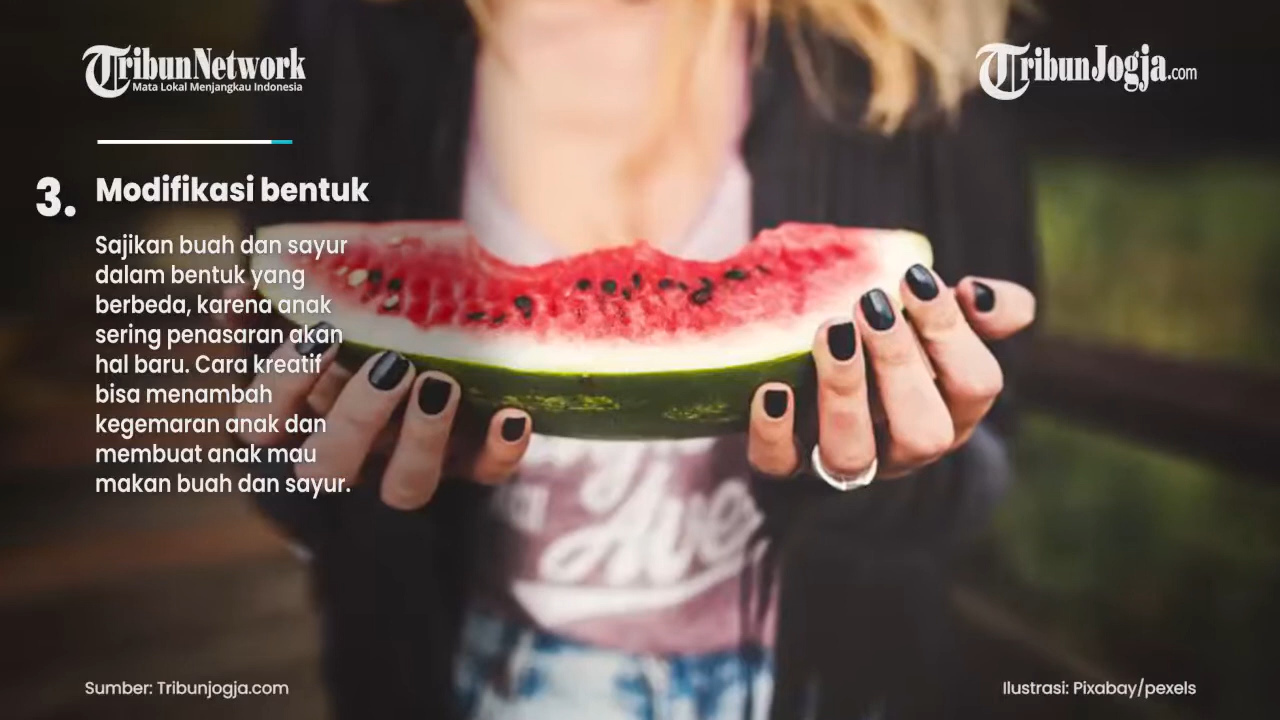 TribunNetwork
Mata Lokal Menjangkau Indonesia
TribunJogja.com
3. Modifikasi bentuk
Sajikan buah dan sayur
dalam bentuk yang
berbeda, karena anak
sering penasaran akan
hal baru. Cara kreatif
bisa menambah
kegemaran anak dan
membuat anak mau
makan buah dan sayur.
Ave
Sumber: Tribunjogja.com
Ilustrasi: Pixabay/pexels